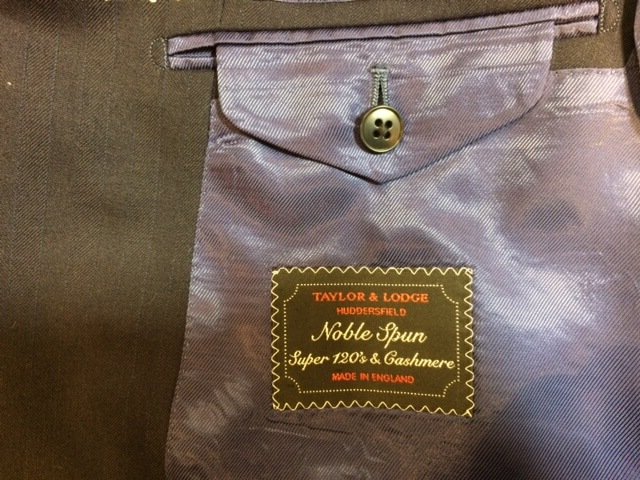 TAYLOR & LODGE
HUDDERSFIELD
Noble Spun
Super 120's & Cashmere
MADE IN ENGLAND